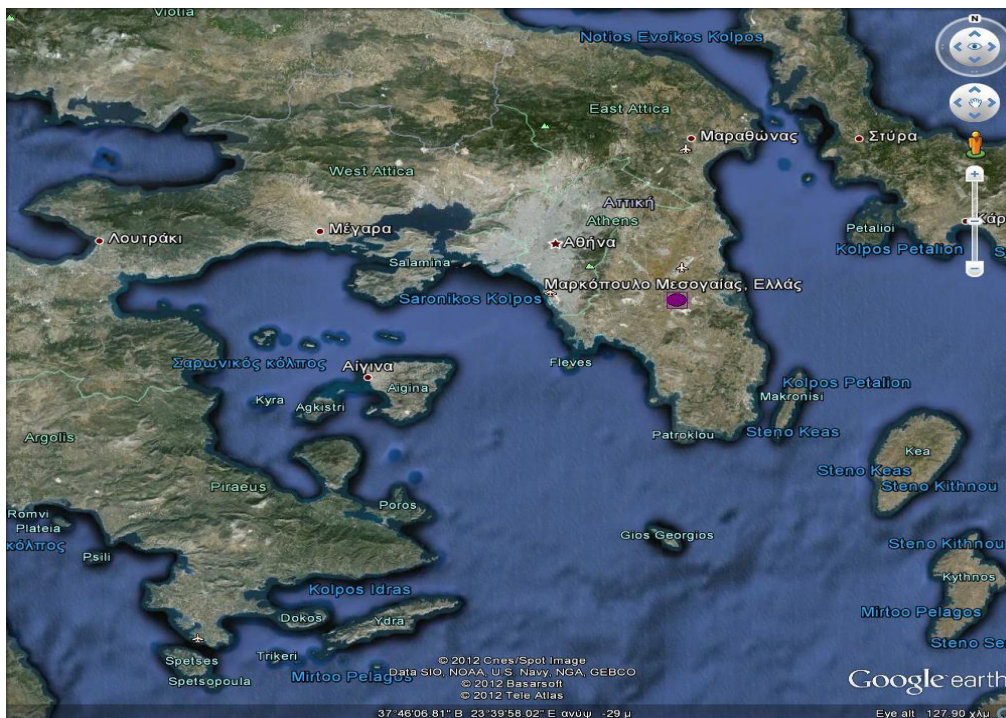 Viotia
N
Notios Evoikos Kolpos
East Attica
Μαραθώνας
Στύρα
West Attica
Αττική
Athens
Λουτράκι
Μέγαρα
Αθήνα
Petalioi
Κάρ
Kolpos Petalion
Salamina
Saronikos Kolpos
Μαρκόπουλο Μεσογαίας, Ελλάς
Σαρωνικός κόλπος
Αίγινα
Fleves
Aigina
Kyra
Agkistri
Kolpos Petalion
Makronisi
Argolis
Patroklou
Steno Keas
Kea
Steno Keas
Piraeus
Steno Kithnou
Poros
Romvi
Plateia
κόλπος
Psili
Gios Georgios
Steno Kithnou
Kythnos
Kolpos Idras
Dokos
Ydra
Mirtoo Pelagos
Steno Se
Spetses
Trikeri
Spetsopoula
Mirtoo Pelagos
© 2012 Cnes/Spot Image
Data SIO, NOAA, U.S. Navy, NGA, GEBCO
© 2012 Basarsoft
© 2012 Tele Atlas
Google earth
37°46'06.81" Β 23°39'58.02" Ε ανύψ -29 μ
Eye alt 127.90 χλμ